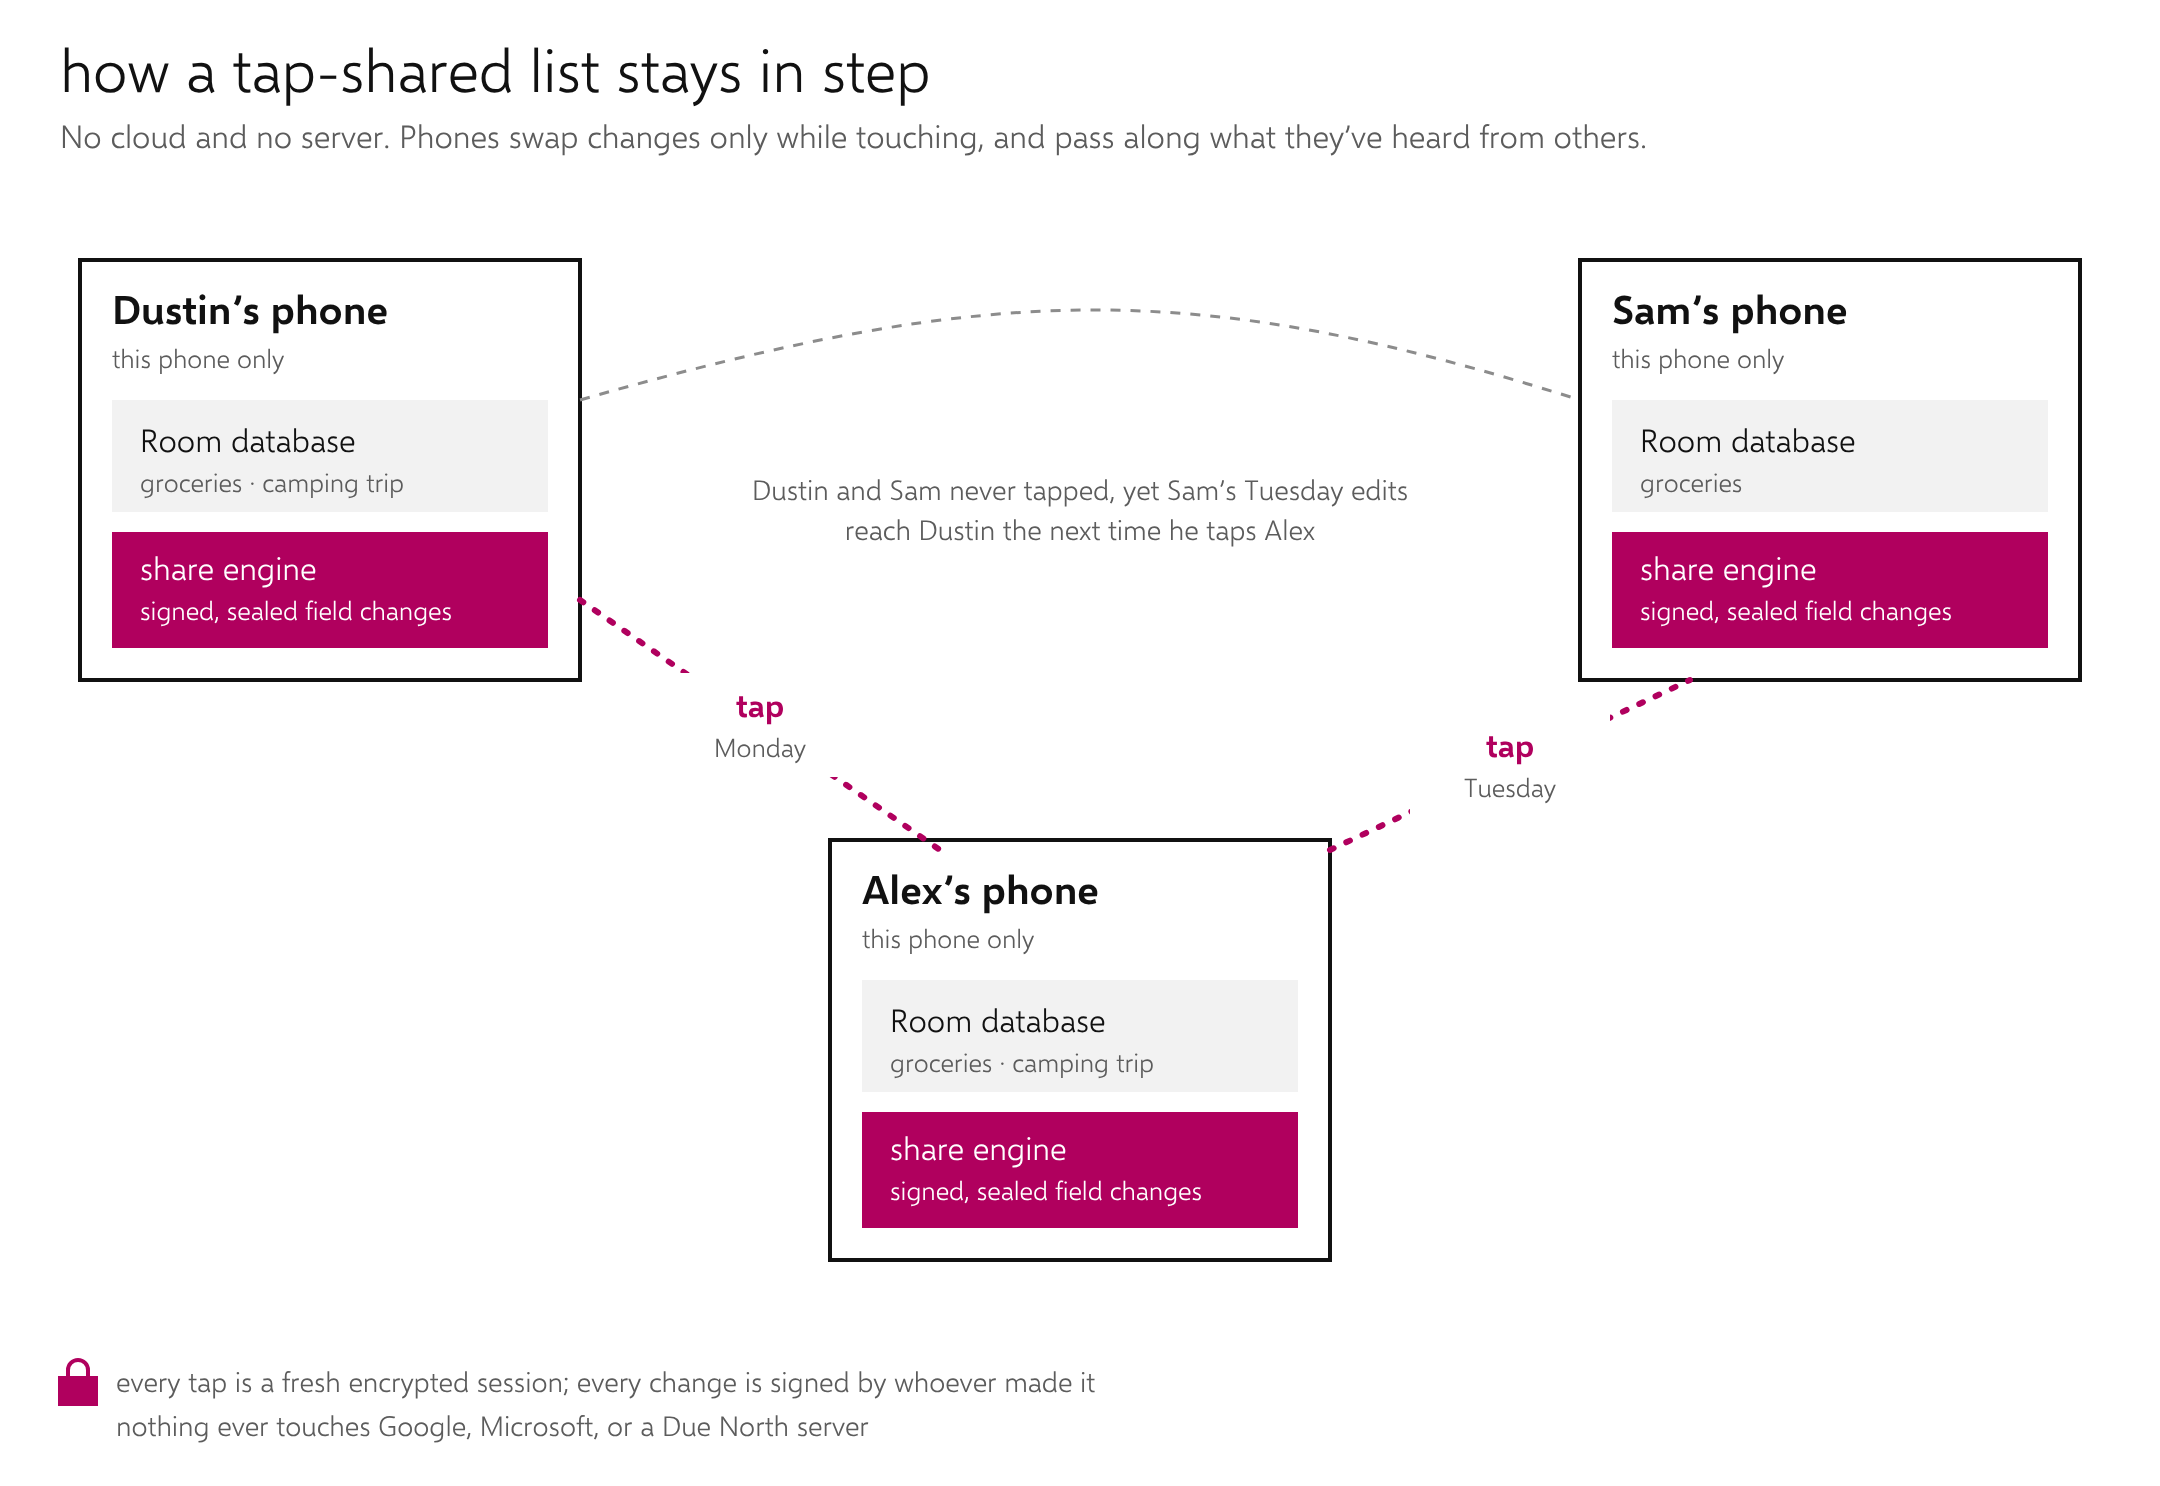 how a tap-shared list stays in step
No cloud and no server. Phones swap changes only while touching, and pass along what they’ve heard from others.
Dustin’s phone
this phone only
Room database
groceries · camping trip
share engine
signed, sealed field changes
Dustin and Sam never tapped, yet Sam’s Tuesday edits
reach Dustin the next time he taps Alex
Sam’s phone
this phone only
Room database
groceries
share engine
signed, sealed field changes
tap
Monday
tap
Tuesday
Alex’s phone
this phone only
Room database
groceries · camping trip
share engine
signed, sealed field changes
every tap is a fresh encrypted session; every change is signed by whoever made it
nothing ever touches Google, Microsoft, or a Due North server